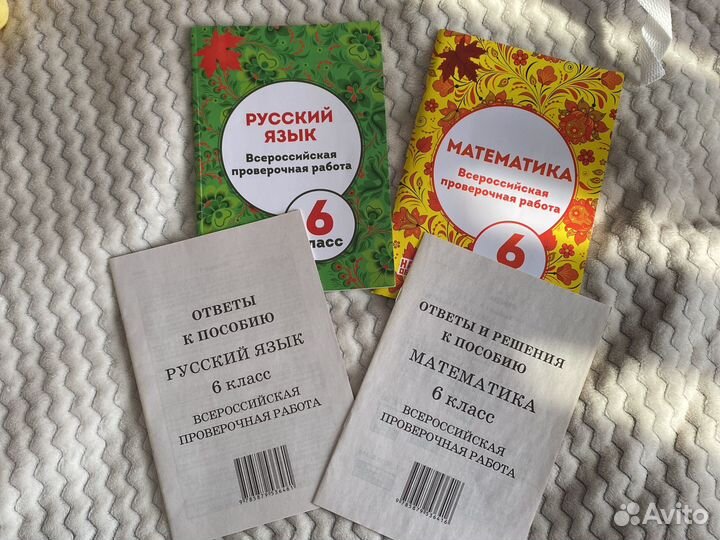 РУССКИЙ
ЯЗЫК
Всероссийская
проверочная работа
6
класс
МАТЕМАТИКА
Всероссийская
проверочная работа
6
ОТВЕТЫ
К ПОСОБИЮ
РУССКИЙ ЯЗЫК
6 класс
ВСЕРОССИЙСКАЯ
ПРОВЕРОЧНАЯ РАБОТА
ОТВЕТЫ И РЕШЕНИЯ
К ПОСОБИЮ
МАТЕМАТИКА
6 класс
ВСЕРОССИЙСКАЯ
ПРОВЕРОЧНАЯ РАБОТА
Avito